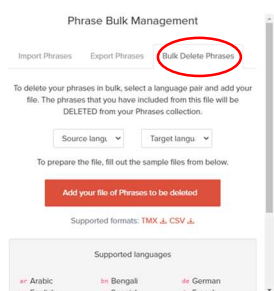 Phrase Bulk Management
Import Phrases Export Phrases Bulk Delete Phrases
To delete your phrases in bulk, select a language pair and add your
file. The phrases that you have included from this file will be
DELETED from your Phrases collection.
Source langu Target langu
To prepare the file, fill out the sample files from below.
Add your file of Phrases to be deleted
Supported formats: TMX CSV
Supported languages
ar Arabic bn Bengali de German